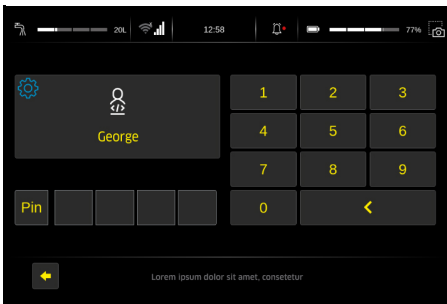 20L 12:58 77%
</>
George
1 2 3
4 5 6
7 8 9
Pin 0
Lorem ipsum dolor sit amet, consetetur